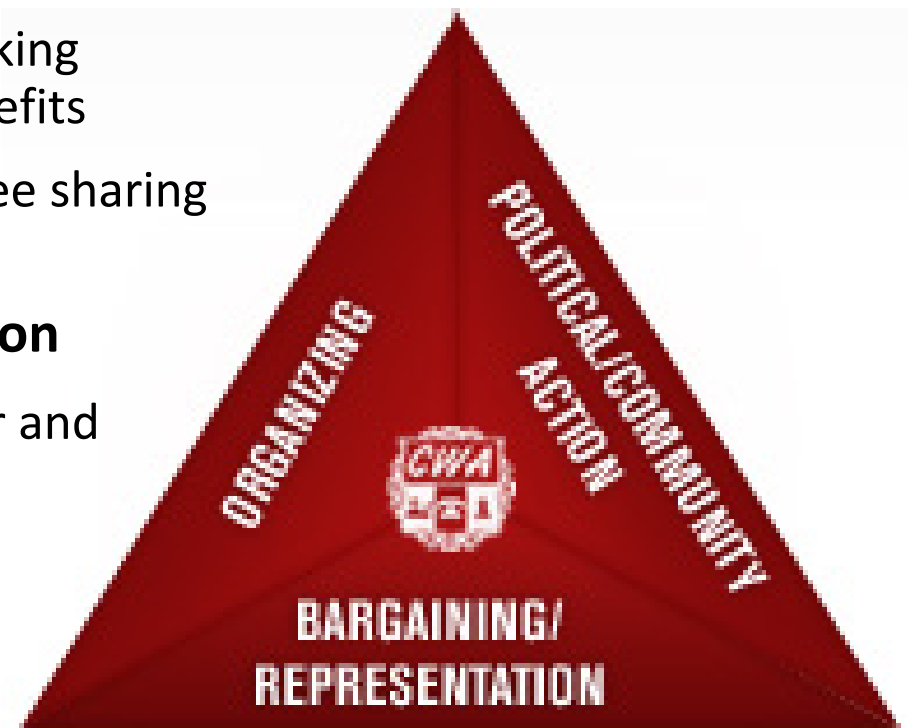 king
efits
ee sharing
on
r and
ORGANIZING
POLITICAL/COMMUNITY
ACTION
CWA
BARGAINING/
REPRESENTATION